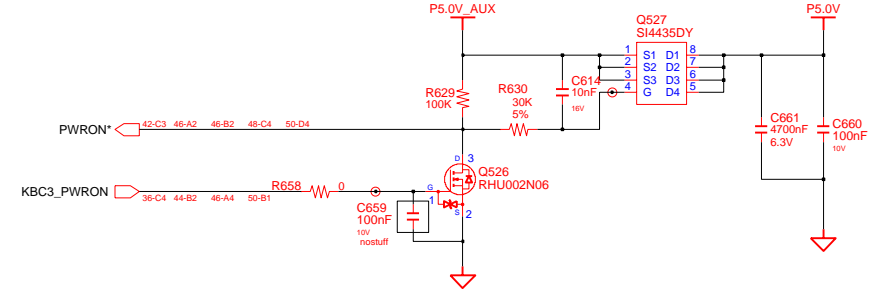 P5.0V_AUX
P5.0V
Q527
SI4435DY
1 S1 D1 8
2 S2 D2 7
3 S3 D3 6
4 G D4 5
R629
100K
R630
30K
5%
C614
10nF
16V
C661
4700nF
6.3V
C660
100nF
10V
PWRON*
42-C3 46-A2 46-B2 48-C4 50-D4
D 3
Q526
RHU002N06
KBC3_PWRON
36-C4 44-B2 46-A4 50-B1
R658 0
G
1
S
2
C659
100nF
10V
nostuff